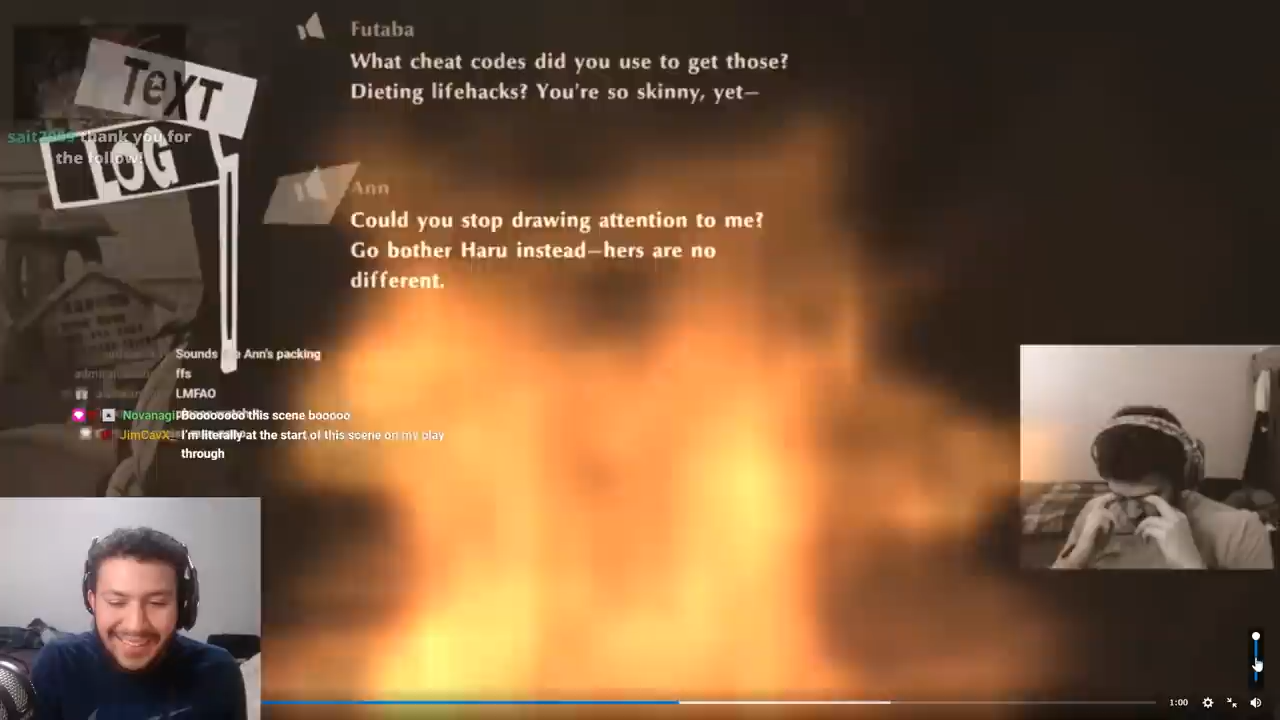 Futaba
What cheat codes did you use to get those?
Dieting lifehacks? You're so skinny, yet—
TeXT
LOG
thank you for
the follow!
Ann
Could you stop drawing attention to me?
Go bother Haru instead—hers are no
different.
Sounds Ann's packing
ffs
LMFAO
Novanagi Booooooooo this scene booooo
JimCavX_ I'm literally at the start of this scene on my play
through
1:00